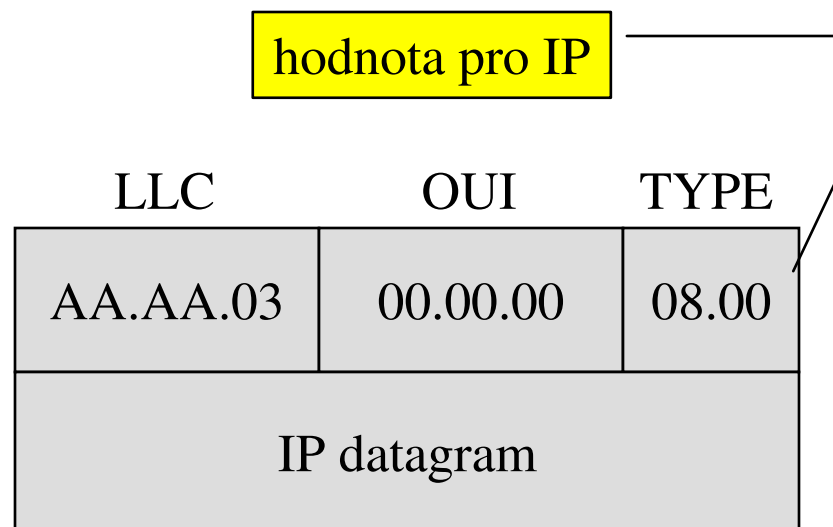 hodnota pro IP
LLC OUI TYPE
AA.AA.03 00.00.00 08.00
IP datagram